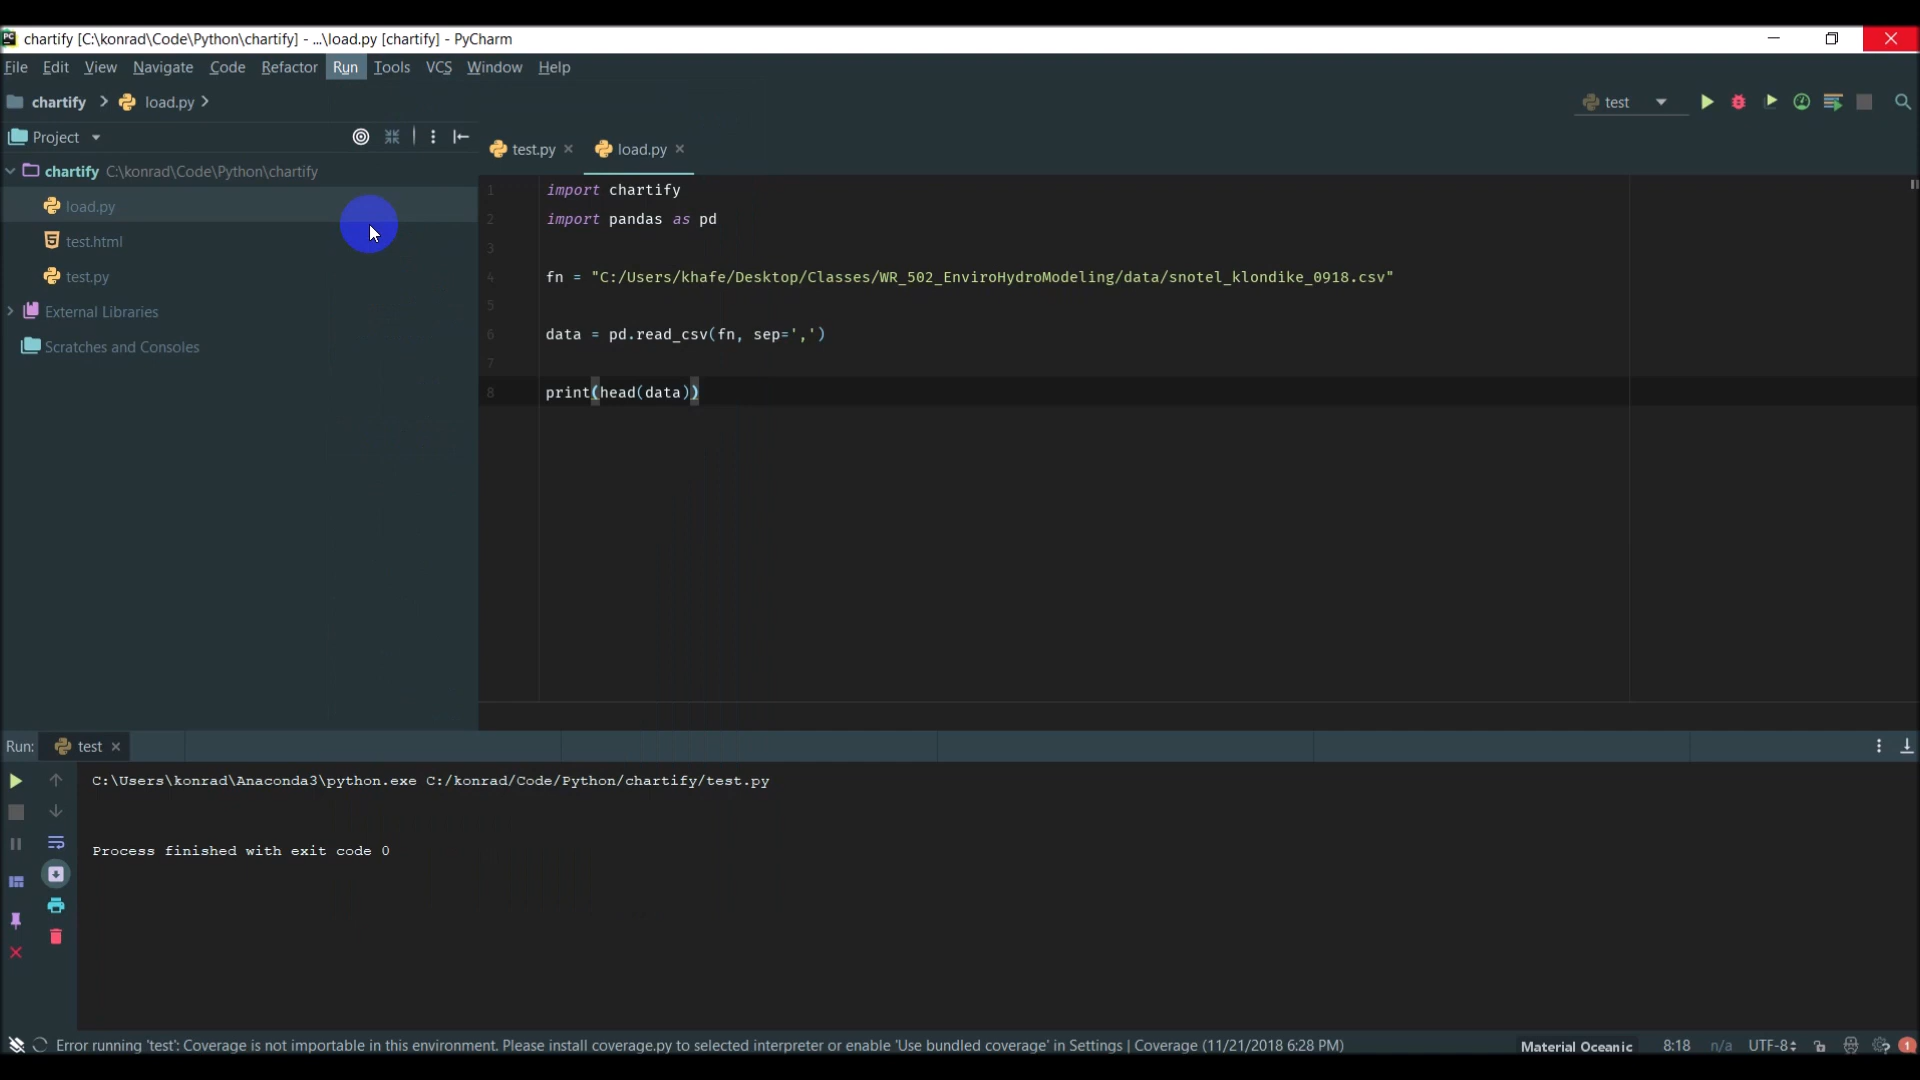 chartify [C:\konrad\Code\Python\chartify] - ...\load.py [chartify] - PyCharm
File Edit View Navigate Code Refactor Run Tools VCS Window Help
chartify load.py
test
Project
test.py
load.py
chartify C:\konrad\Code\Python\chartify
load.py
test.html
test.py
External Libraries
Scratches and Consoles
1 import chartify
2 import pandas as pd
3
4 fn = "C:/Users/khafe/Desktop/Classes/WR_502_EnviroHydroModeling/data/snotel_klondike_0918.csv"
5
6 data = pd.read_csv(fn, sep=',')
7
8 print(head(data))
Run: test
C:\Users\konrad\Anaconda3\python.exe C:/konrad/Code/Python/chartify/test.py
Process finished with exit code 0
Error running 'test': Coverage is not importable in this environment. Please install coverage.py to selected interpreter or enable 'Use bundled coverage' in Settings | Coverage (11/21/2018 6:28 PM)
Material Oceanic 8:18 n/a UTF-8 1